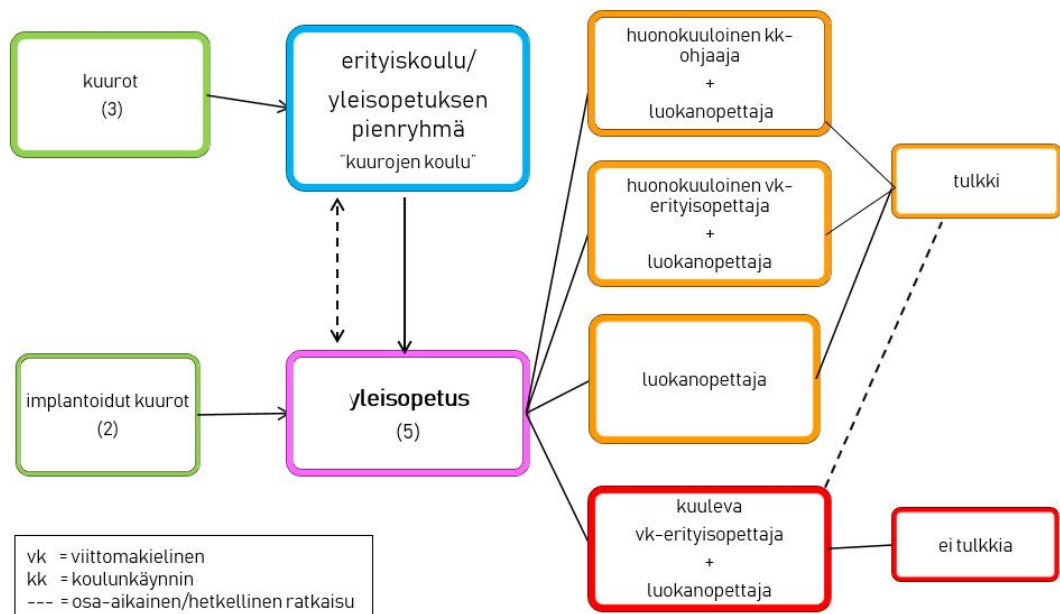 kuurot
(3)
erityiskoulu/
yleisopetuksen
pienryhmä
"kuurojen koulu"
implantoidut kuurot
(2)
yleisopetus
(5)
huonokuuloinen kk-
ohjaaja
+
luokanopettaja
huonokuuloinen vk-
erityisopettaja
+
luokanopettaja
luokanopettaja
kuuleva
vk-erityisopettaja
+
luokanopettaja
tulkki
ei tulkkia
vk = viittomakielinen
kk = koulunkäynnin
--- = osa-aikainen/hetkellinen ratkaisu